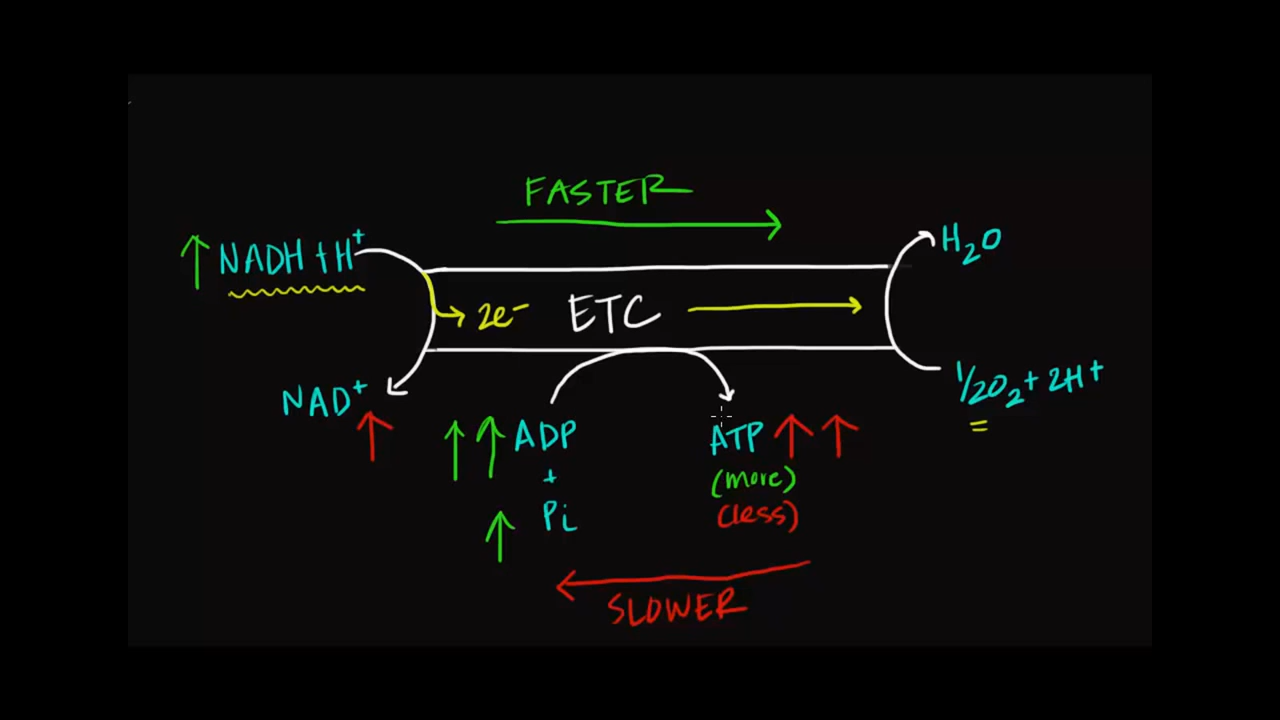 FASTER
NADH + H⁺
H₂O
2e⁻ ETC
NAD⁺
1/2O₂ + 2H⁺
ADP
ATP
+
(more)
Pi
(less)
SLOWER